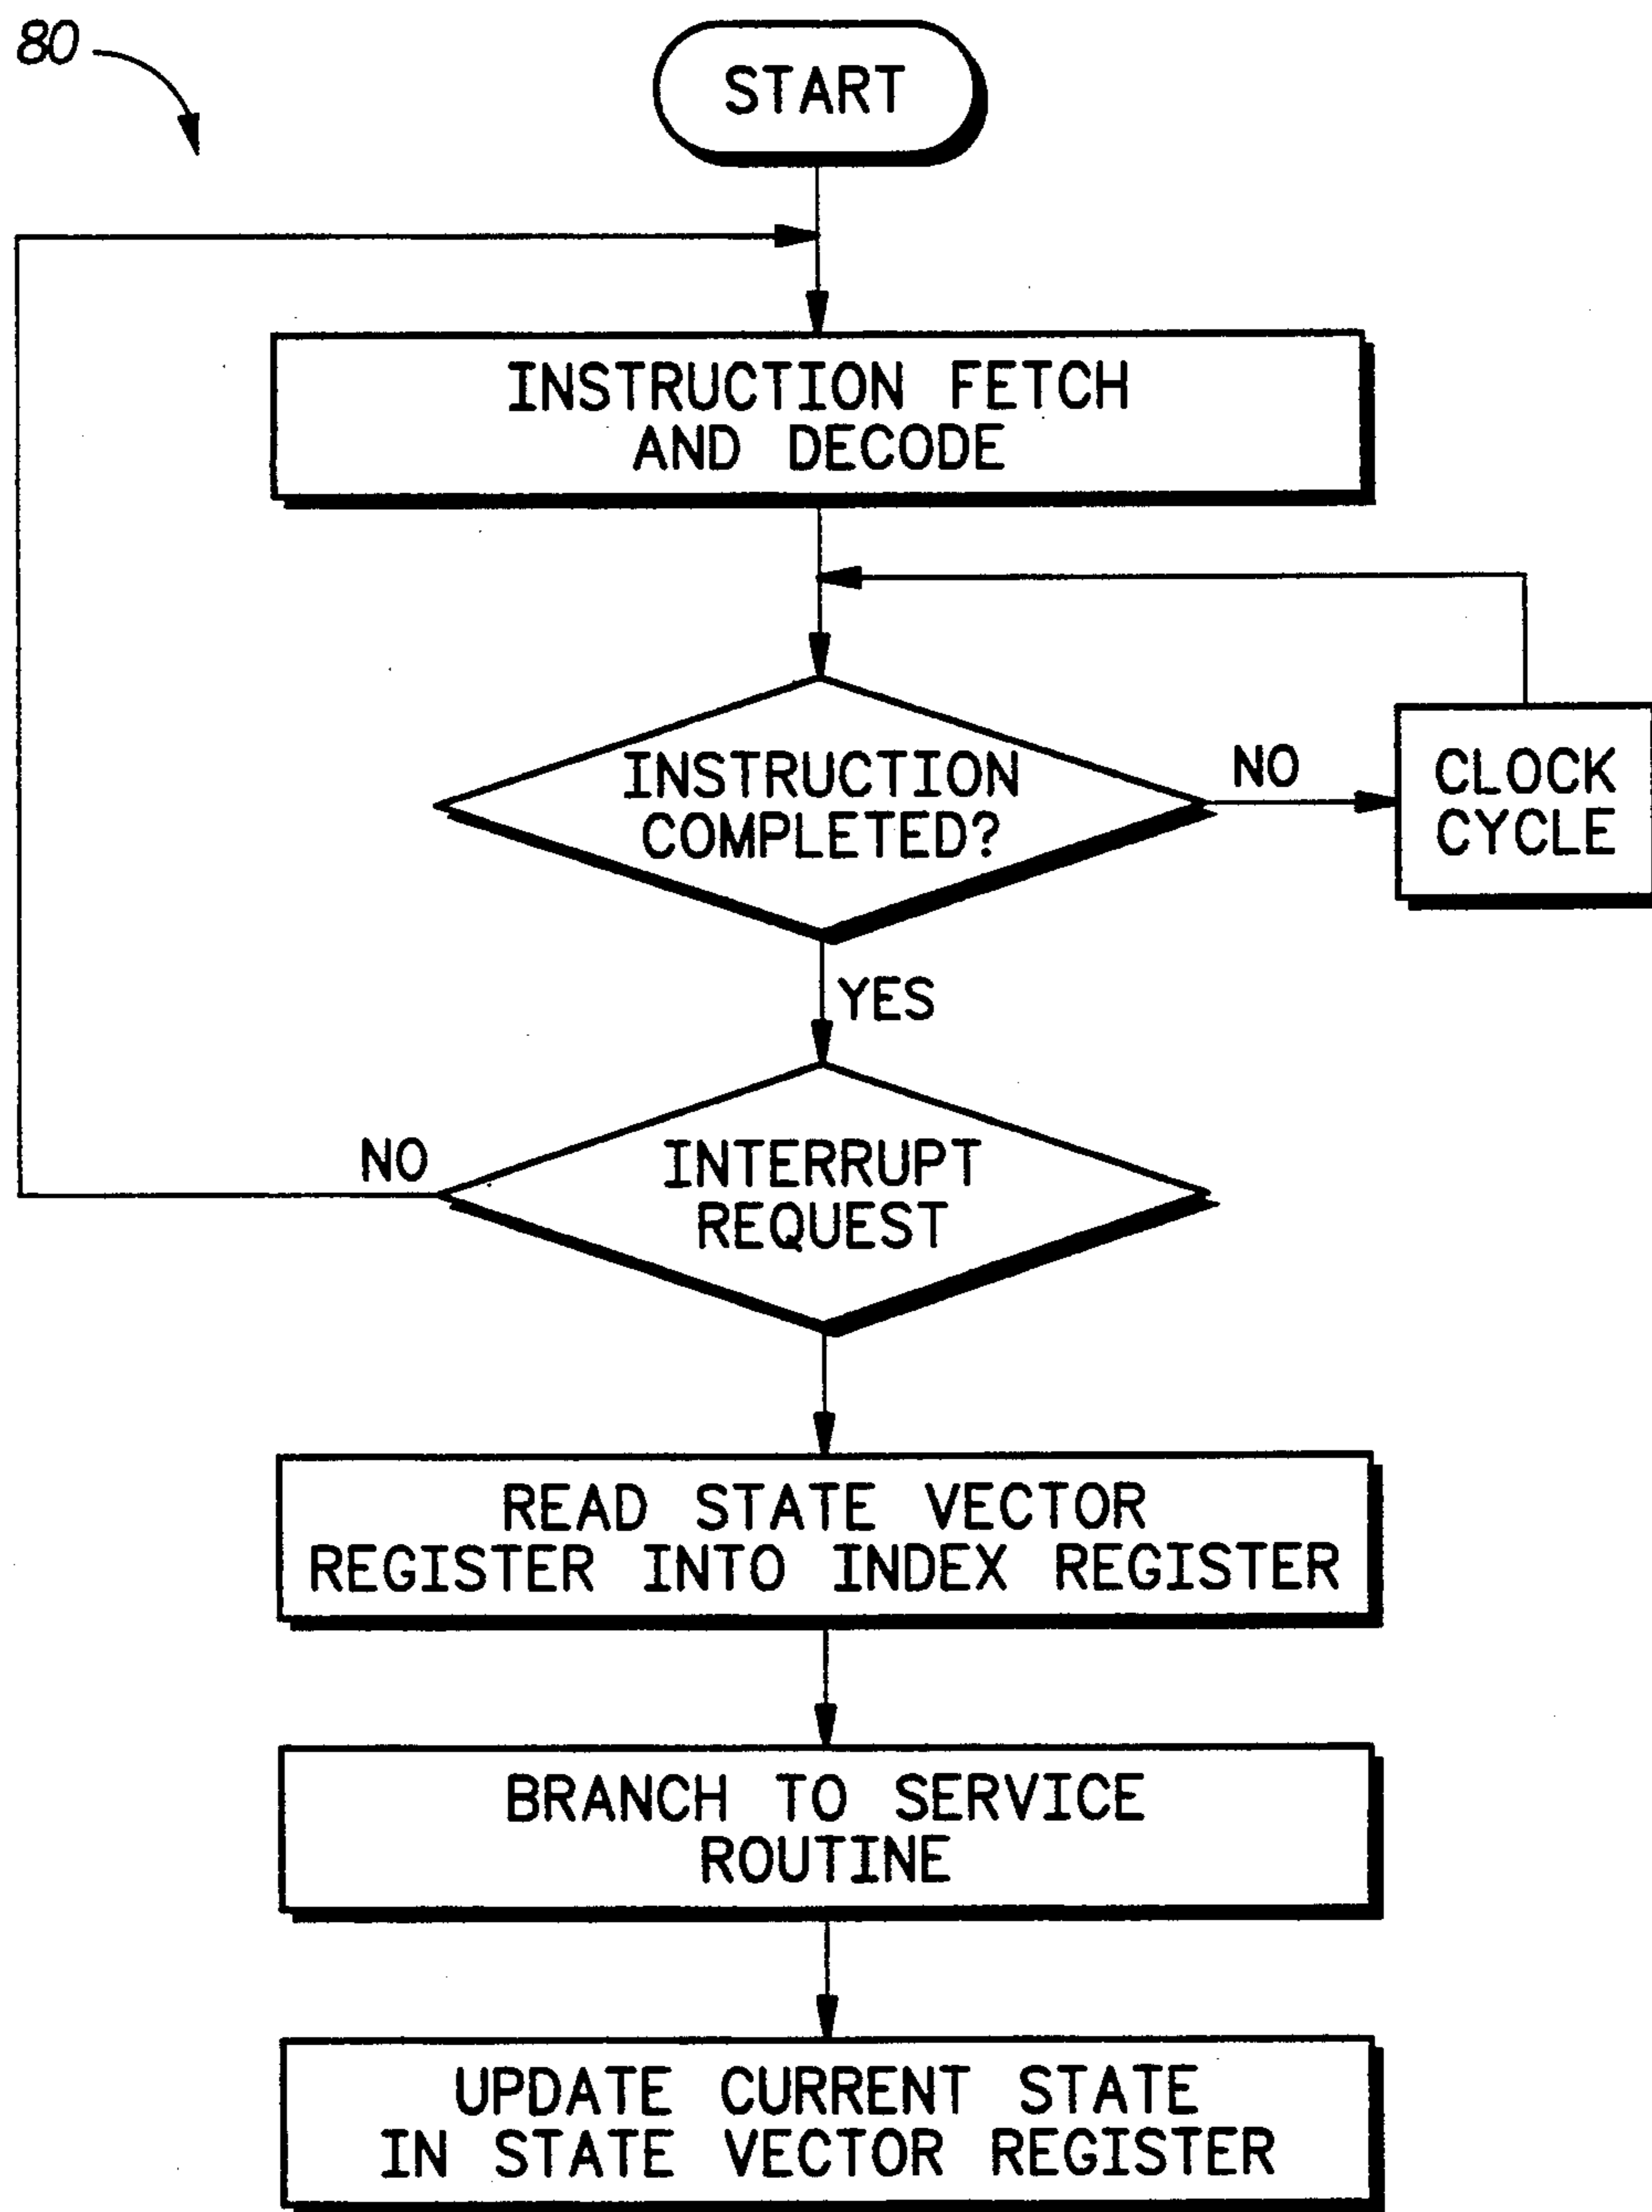 80
START
INSTRUCTION FETCH
AND DECODE
INSTRUCTION
COMPLETED?
NO
CLOCK
CYCLE
YES
INTERRUPT
REQUEST
NO
READ STATE VECTOR
REGISTER INTO INDEX REGISTER
BRANCH TO SERVICE
ROUTINE
UPDATE CURRENT STATE
IN STATE VECTOR REGISTER